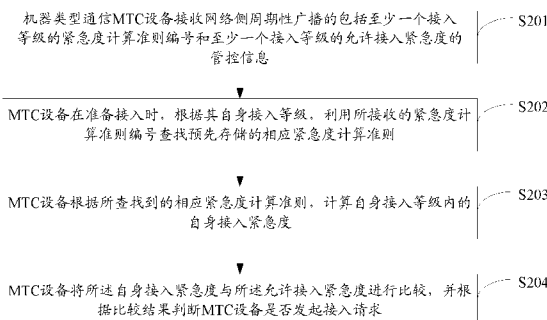 机器类型通信MTC设备接收网络侧周期性广播的包括至少一个接入
等级的紧急度计算准则编号和至少一个接入等级的允许接入紧急度的
管控信息
S201
MTC设备在准备接入时，根据其自身接入等级，利用所接收的紧急度计
算准则编号查找预先存储的相应紧急度计算准则
S202
MTC设备根据所查找到的相应紧急度计算准则，计算自身接入等级内的
自身接入紧急度
S203
MTC设备将所述自身接入紧急度与所述允许接入紧急度进行比较，并根
据比较结果判断MTC设备是否发起接入请求
S204